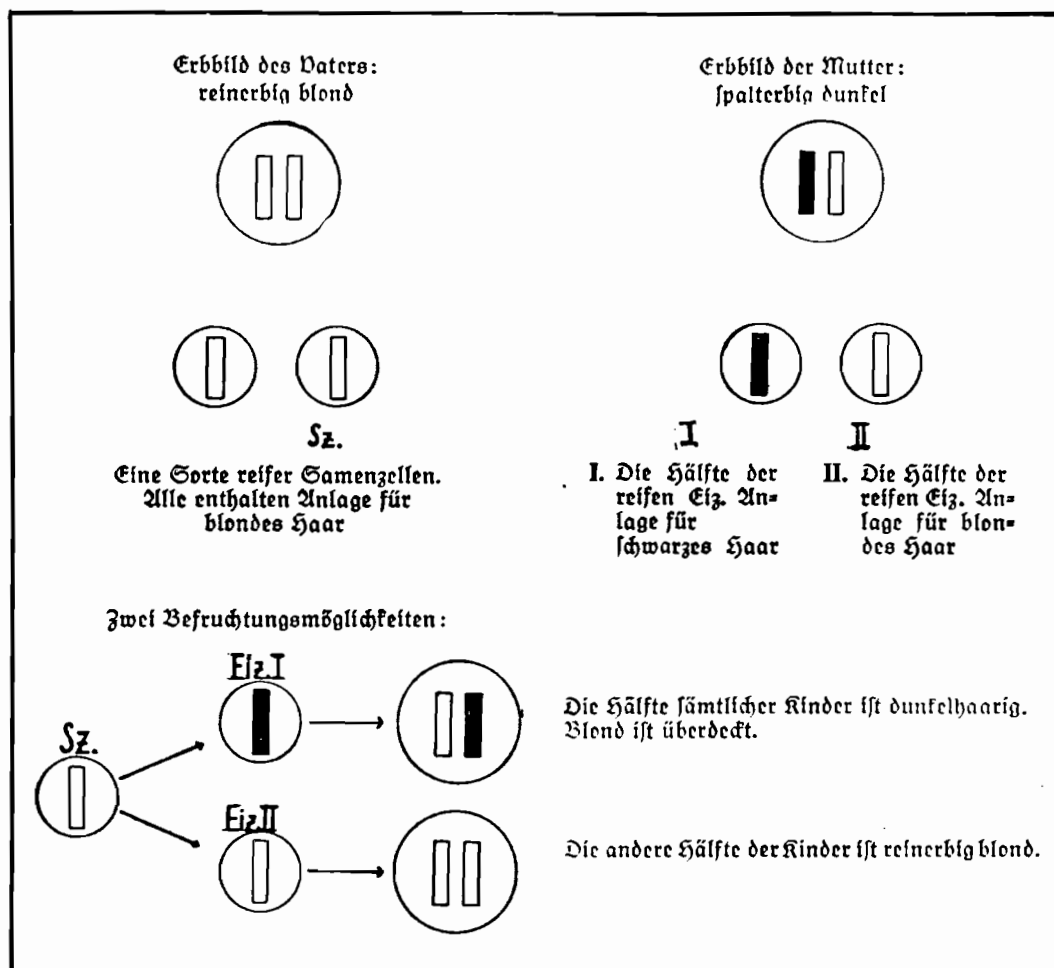 Erbbild des Vaters:
reinerbig blond
Erbbild der Mutter:
spalterbig dunkel
Sz.
Eine Sorte reifer Samenzellen.
Alle enthalten Anlage für
blondes Haar
I
II
I. Die Hälfte der
reifen Eiz. An=
lage für
schwarzes Haar
II. Die Hälfte der
reifen Eiz. An=
lage für blon=
des Haar
Zwei Befruchtungsmöglichkeiten:
Sz.
Eiz.I
Die Hälfte sämtlicher Kinder ist dunkelhaarig.
Blond ist überdeckt.
Eiz.II
Die andere Hälfte der Kinder ist reinerbig blond.